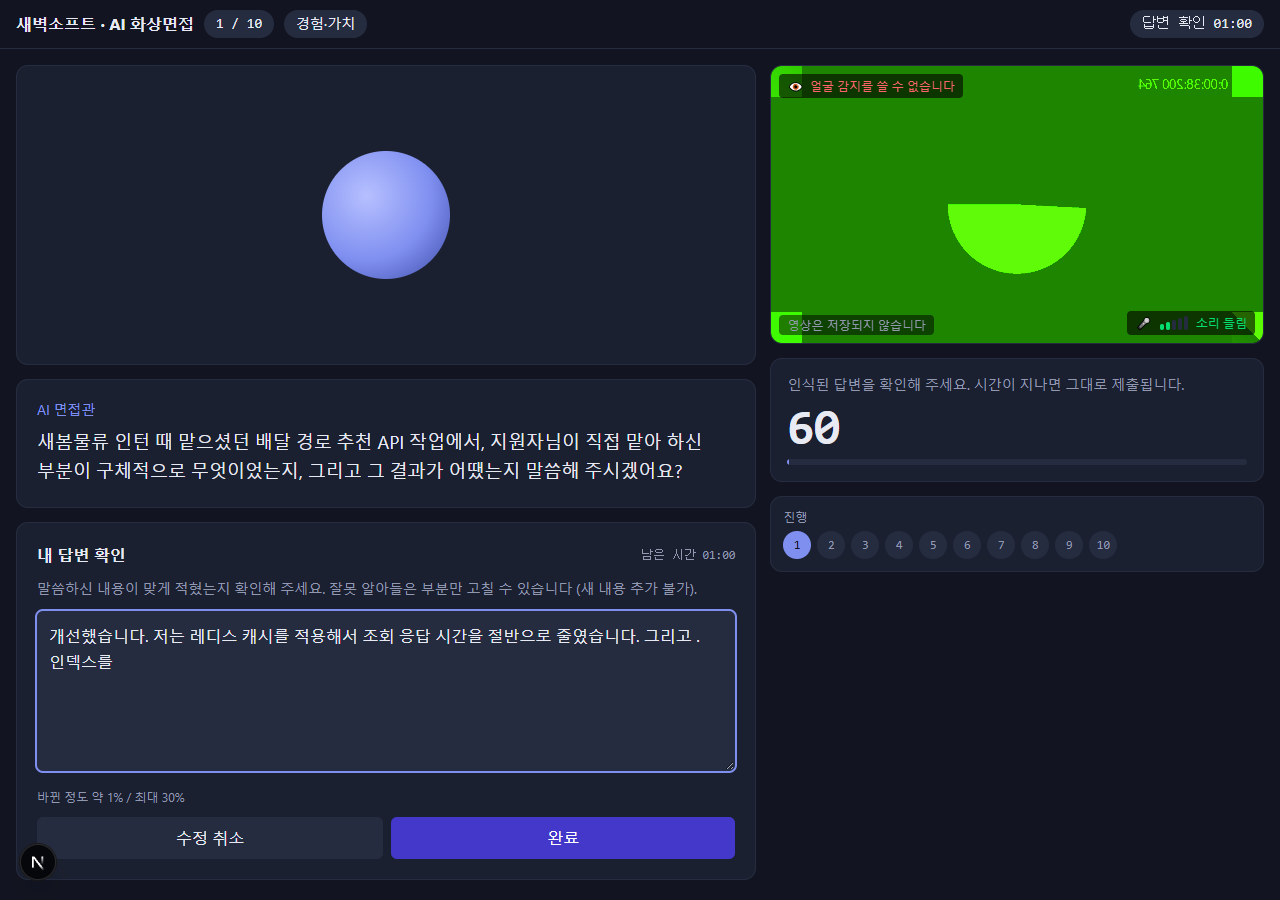 새벽소프트 · AI 화상면접
1 / 10
경험·가치
답변 확인 01:00
얼굴 감지를 쓸 수 없습니다
0:00:38:200 764
영상은 저장되지 않습니다
소리 들림
AI 면접관
새봄물류 인턴 때 맡으셨던 배달 경로 추천 API 작업에서, 지원자님이 직접 맡아 하신
부분이 구체적으로 무엇이었는지, 그리고 그 결과가 어땠는지 말씀해 주시겠어요?
인식된 답변을 확인해 주세요. 시간이 지나면 그대로 제출됩니다.
60
진행
1 2 3 4 5 6 7 8 9 10
내 답변 확인
남은 시간 01:00
말씀하신 내용이 맞게 적혔는지 확인해 주세요. 잘못 알아들은 부분만 고칠 수 있습니다 (새 내용 추가 불가).
개선했습니다. 저는 레디스 캐시를 적용해서 조회 응답 시간을 절반으로 줄였습니다. 그리고 .
인덱스를
바뀐 정도 약 1% / 최대 30%
수정 취소
완료
N